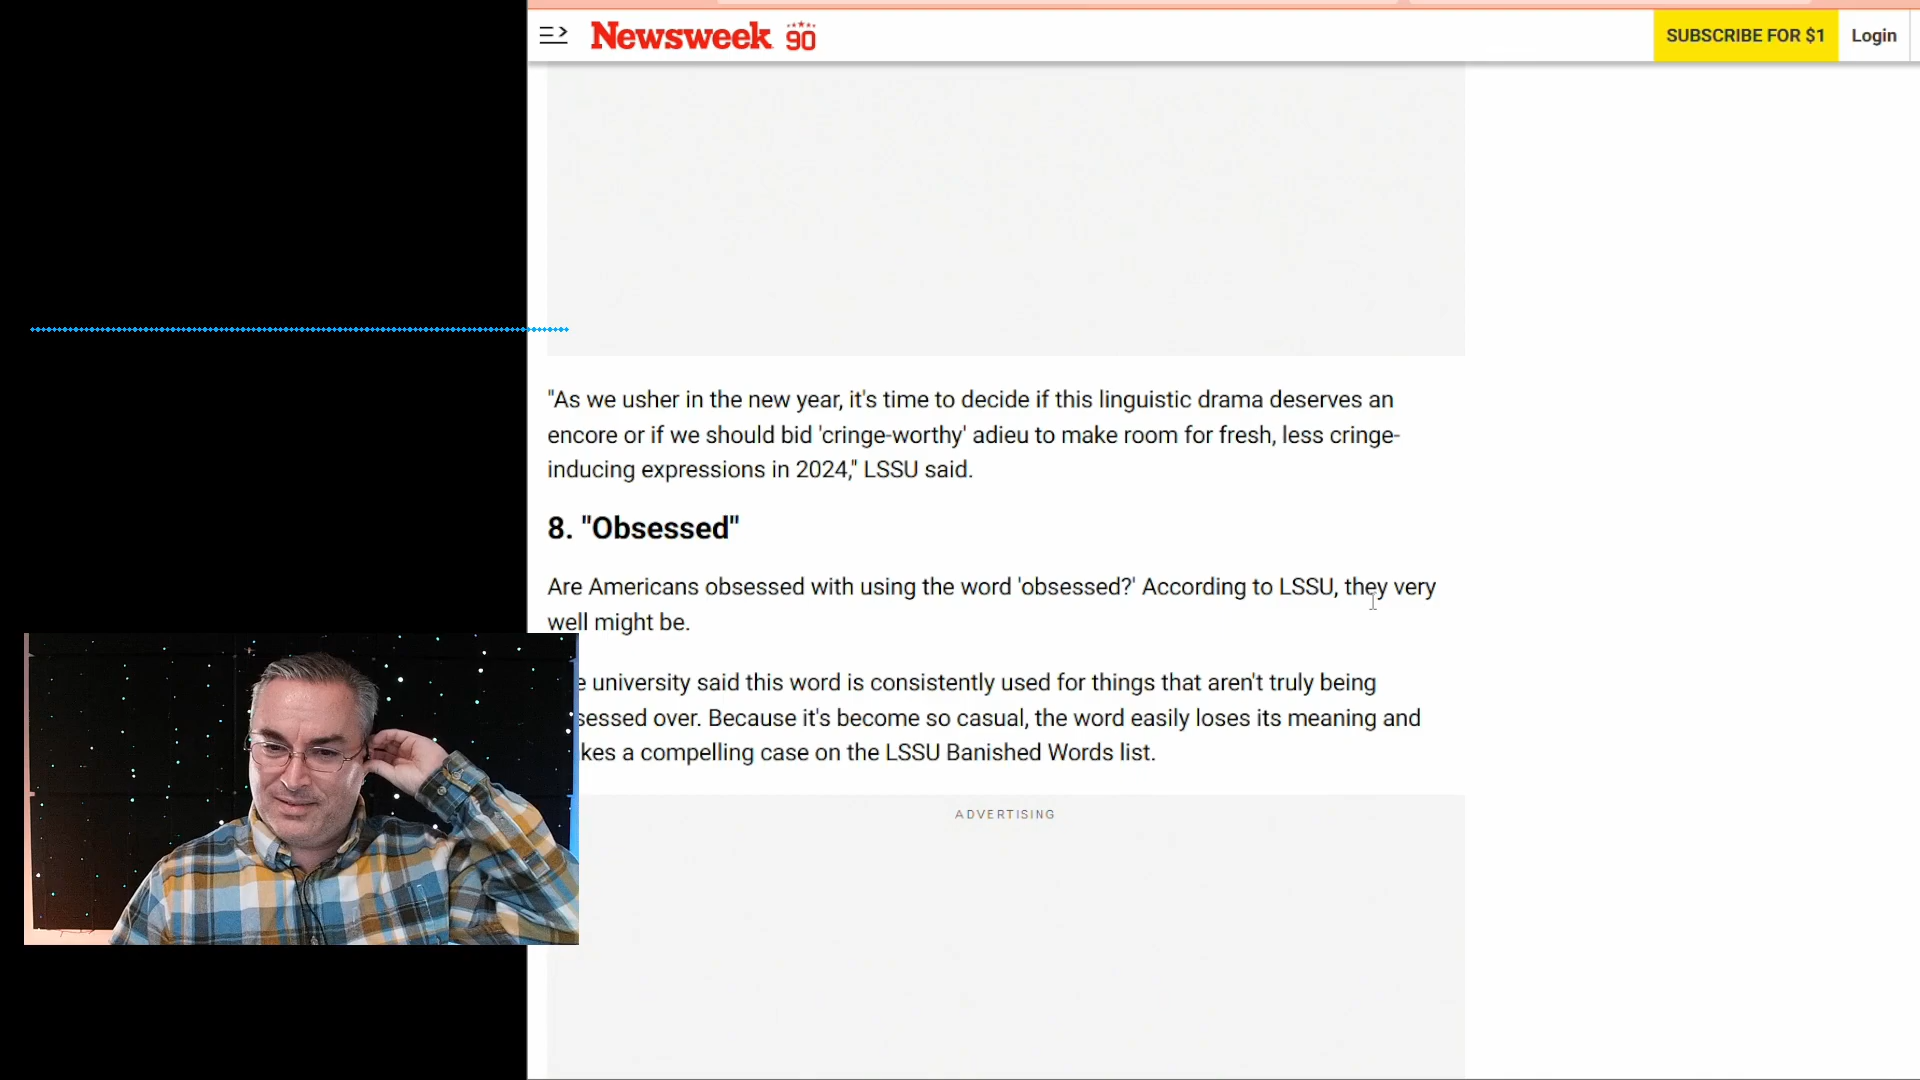 Newsweek 90
SUBSCRIBE FOR $1
Login
"As we usher in the new year, it's time to decide if this linguistic drama deserves an
encore or if we should bid 'cringe-worthy' adieu to make room for fresh, less cringe-
inducing expressions in 2024," LSSU said.
8. "Obsessed"
Are Americans obsessed with using the word 'obsessed?' According to LSSU, they very
well might be.
university said this word is consistently used for things that aren't truly being
over. Because it's become so casual, the word easily loses its meaning and
a compelling case on the LSSU Banished Words list.
ADVERTISING